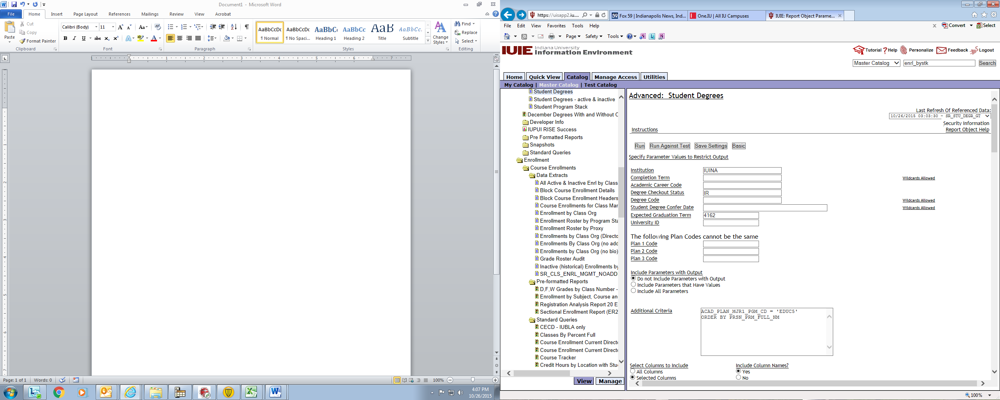 Document1 - Microsoft Word
File Home Insert Page Layout References Mailings Review View Acrobat
Paste
Cut
Copy
Format Painter
Clipboard
Calibri (Body) 11
Font
Paragraph
AaBbCcDc AaBbCcDc AaBbCc AaBbCc AaB AaBbCc.
¶ Normal ¶ No Spaci... Heading 1 Heading 2 Title Subtitle
Styles
Change Styles
Find
Replace
Select
Editing
Page: 1 of 1 Words: 0 100%
4:07 PM
10/26/2015
https://uisapp2.iu....
Fox 59 | Indianapolis News, Ind...
One.IU | All IU Campuses
IUIE: Report Object Parame...
File Edit View Favorites Tools Help
x Convert Select
Page Safety Tools
IUIE Indiana University
Information Environment
Tutorial ?Help Personalize Feedback Logout
Master Catalog enrl_bystk Search
Home Quick View Catalog Manage Access Utilities
My Catalog | Master Catalog | Test Catalog
Student Degrees
Student Degrees - active & inactive
Student Program Stack
December Degrees With and Without C
Developer Info
IUPUI RISE Success
Pre Formatted Reports
Snapshots
Standard Queries
Enrollment
Course Enrollments
Data Extracts
All Active & Inactive Enrl by Class
Block Course Enrollment Details
Block Course Enrollment Headers
Course Enrollments for Class Mar
Enrollment by Class Org
Enrollment Roster by Program Sta
Enrollment Roster by Proxy
Enrollments by Class Org (Directo
Enrollments By Class Org (no adc
Enrollments by Class Org (no bio)
Grade Roster Audit
Inactive (historical) Enrollments by
SR_CLS_ENRL_MGMT_NOADD
Pre-formatted Reports
D,F,W Grades by Class Number -
Enrollment by Subject, Course an
Registration Analysis Report 20 E
Sectional Enrollment Report (ER2
Standard Queries
CECD - IUBLA only
Classes By Percent Full
Course Enrollment Current Directo
Course Enrollment Current Directo
Course Tracker
Credit Hours by Location with Stu
View Manage
Advanced: Student Degrees
Last Refresh Of Referenced Data:
10/26/2015 03:03:30 - SR_STU_DEGR_GT
Security Information
Instructions Report Object Help
Run Run Against Test Save Settings Basic
Specify Parameter Values to Restrict Output
Institution IUINA
Completion Term Wildcards Allowed
Academic Career Code
Degree Checkout Status IR
Degree Code Wildcards Allowed
Student Degree Confer Date Wildcards Allowed
Expected Graduation Term 4162
University ID
The following Plan Codes cannot be the same
Plan 1 Code
Plan 2 Code
Plan 3 Code
Include Parameters with Output
Do not Include Parameters with Output
Include Parameters that Have Values
Include All Parameters
Additional Criteria
ACAD_PLAN_MJR1_PGM_CD = 'EDUC5'
ORDER BY PRSN_PRM_FULL_NM
Select Columns to Include Include Column Names?
All Columns Yes
Selected Columns No
100%